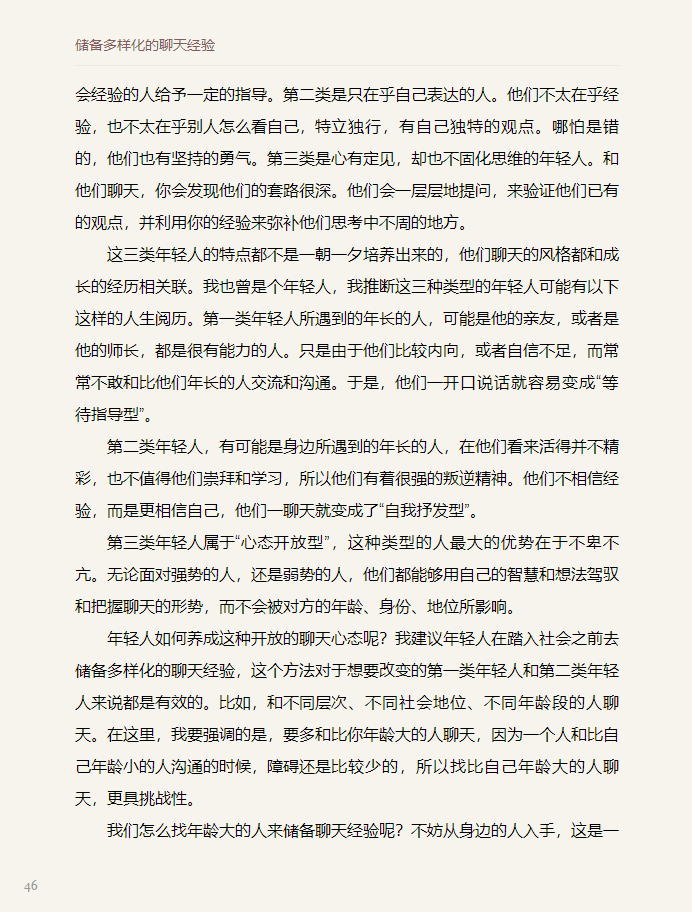 储备多样化的聊天经验
会经验的人给予一定的指导。第二类是只在乎自己表达的人。他们不太在乎经
验，也不太在乎别人怎么看自己，特立独行，有自己独特的观点。哪怕是错
的，他们也有坚持的勇气。第三类是心有定见，却也不固化思维的年轻人。和
他们聊天，你会发现他们的套路很深。他们会一层层地提问，来验证他们已有
的观点，并利用你的经验来弥补他们思考中不周的地方。
这三类年轻人的特点都不是一朝一夕培养出来的，他们聊天的风格都和成
长的经历相关联。我也曾是个年轻人，我推断这三种类型的年轻人可能有以下
这样的人生阅历。第一类年轻人所遇到的年长的人，可能是他的亲友，或者是
他的师长，都是很有能力的人。只是由于他们比较内向，或者自信不足，而常
常不敢和比他们年长的人交流和沟通。于是，他们一开口说话就容易变成“等
待指导型”。
第二类年轻人，有可能是身边所遇到的年长的人，在他们看来活得并不精
彩，也不值得他们崇拜和学习，所以他们有着很强的叛逆精神。他们不相信经
验，而是更相信自己，他们一聊天就变成了“自我抒发型”。
第三类年轻人属于“心态开放型”，这种类型的人最大的优势在于不卑不
亢。无论面对强势的人，还是弱势的人，他们都能够用自己的智慧和想法驾驭
和把握聊天的形势，而不会被对方的年龄、身份、地位所影响。
年轻人如何养成这种开放的聊天心态呢？我建议年轻人在踏入社会之前去
储备多样化的聊天经验，这个方法对于想要改变的第一类年轻人和第二类年轻
人来说都是有效的。比如，和不同层次、不同社会地位、不同年龄段的人聊
天。在这里，我要强调的是，要多和比你年龄大的人聊天，因为一个人和比自
己年龄小的人沟通的时候，障碍还是比较少的，所以找比自己年龄大的人聊
天，更具挑战性。
我们怎么找年龄大的人来储备聊天经验呢？不妨从身边的人入手，这是一
46